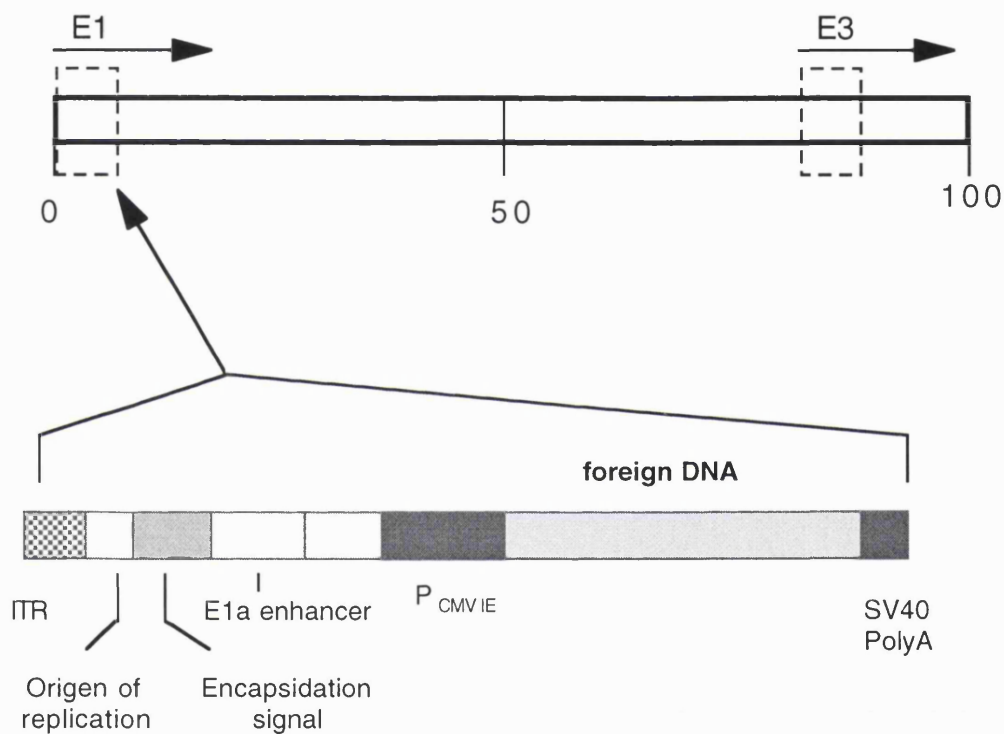 E1 E3
0 50 100
foreign DNA
ITR E1a enhancer P CMV IE SV40
PolyA
Origen of
replication
Encapsidation
signal